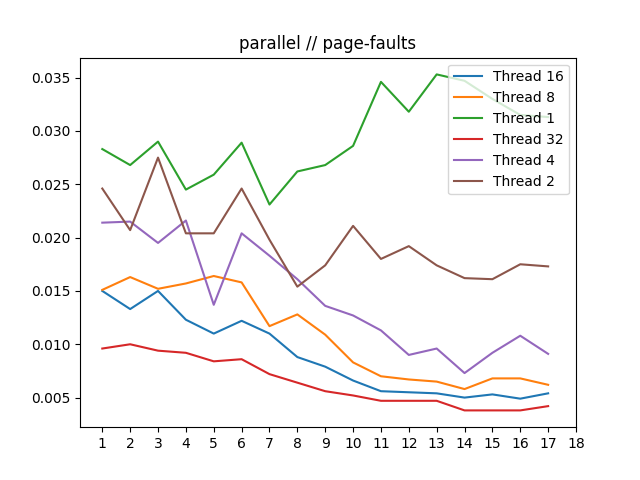 parallel // page-faults
0.035
0.030
0.025
0.020
0.015
0.010
0.005
Thread 16
Thread 8
Thread 1
Thread 32
Thread 4
Thread 2
1 2 3 4 5 6 7 8 9 10 11 12 13 14 15 16 17 18